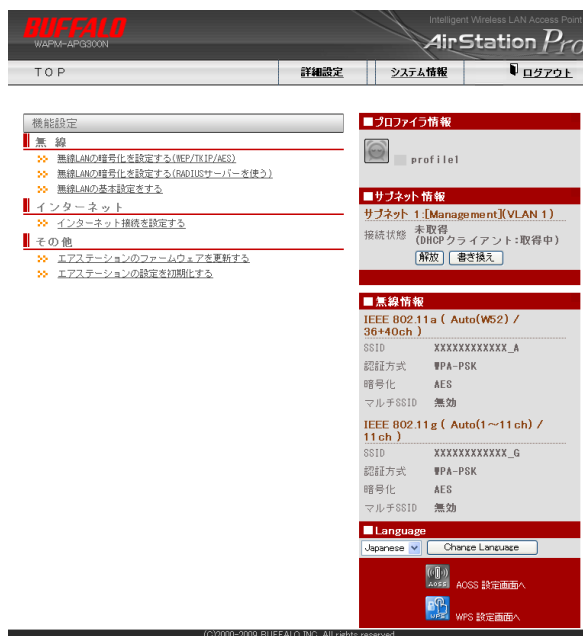 BUFFALO
WAPM-APG300N
Intelligent Wireless LAN Access Point
AirStation Pro
TOP
詳細設定
システム情報
ログアウト
機能設定
無 線
無線LANの暗号化を設定する(WEP/TKIP/AES)
無線LANの暗号化を設定する(RADIUSサーバーを使う)
無線LANの基本設定をする
インターネット
インターネット接続を設定する
その他
エアステーションのファームウェアを更新する
エアステーションの設定を初期化する
■プロファイラ情報
profile1
■サブネット情報
サブネット 1:[Management](VLAN 1)
接続状態 未取得
(DHCPクライアント:取得中)
解放 書き換え
■無線情報
IEEE 802.11a ( Auto(W52) /
36+40ch )
SSID XXXXXXXXXXXX_A
認証方式 WPA-PSK
暗号化 AES
マルチSSID 無効
IEEE 802.11g ( Auto(1～11ch) /
11ch )
SSID XXXXXXXXXXXX_G
認証方式 WPA-PSK
暗号化 AES
マルチSSID 無効
■Language
Japanese Change Language
AOSS AOSS 設定画面へ
WPS WPS 設定画面へ
(C)2000-2009 BUFFALO INC. All rights reserved.